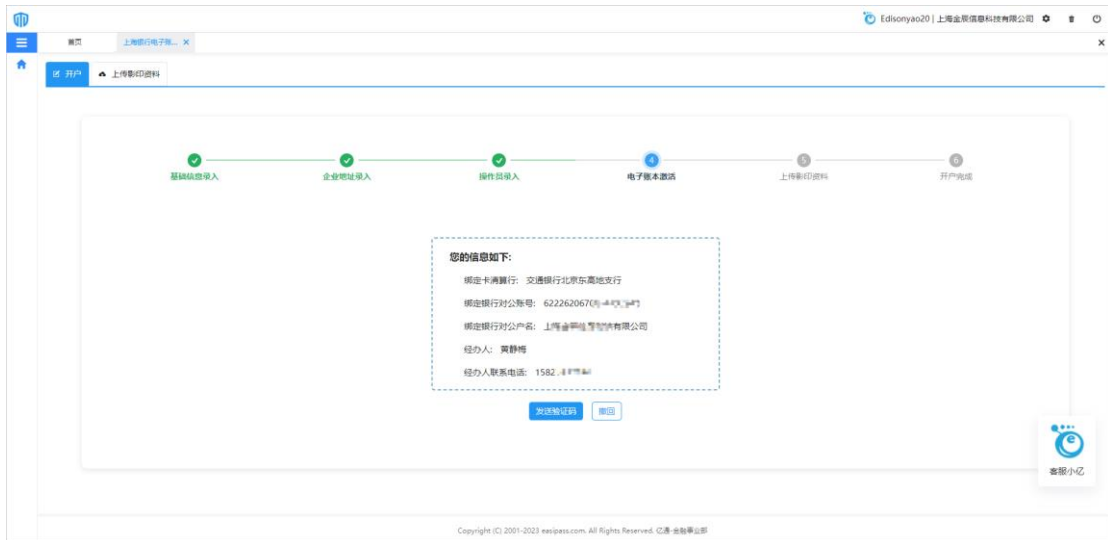 Edisonyao20 | 上海金辰信息科技有限公司
首页
上海银行电子账... ×
开户
上传影印资料
4
5
6
基础信息录入
企业地址录入
操作员录入
电子账本激活
上传影印资料
开户完成
您的信息如下:
绑定卡清算行: 交通银行北京东高地支行
绑定银行对公账号: 622262067
绑定银行对公户名: 上海 有限公司
经办人: 黄静梅
经办人联系电话: 1582
发送验证码
撤回
e
客服小亿
Copyright (C) 2001-2023 easipass.com. All Rights Reserved. 亿通-金融事业部